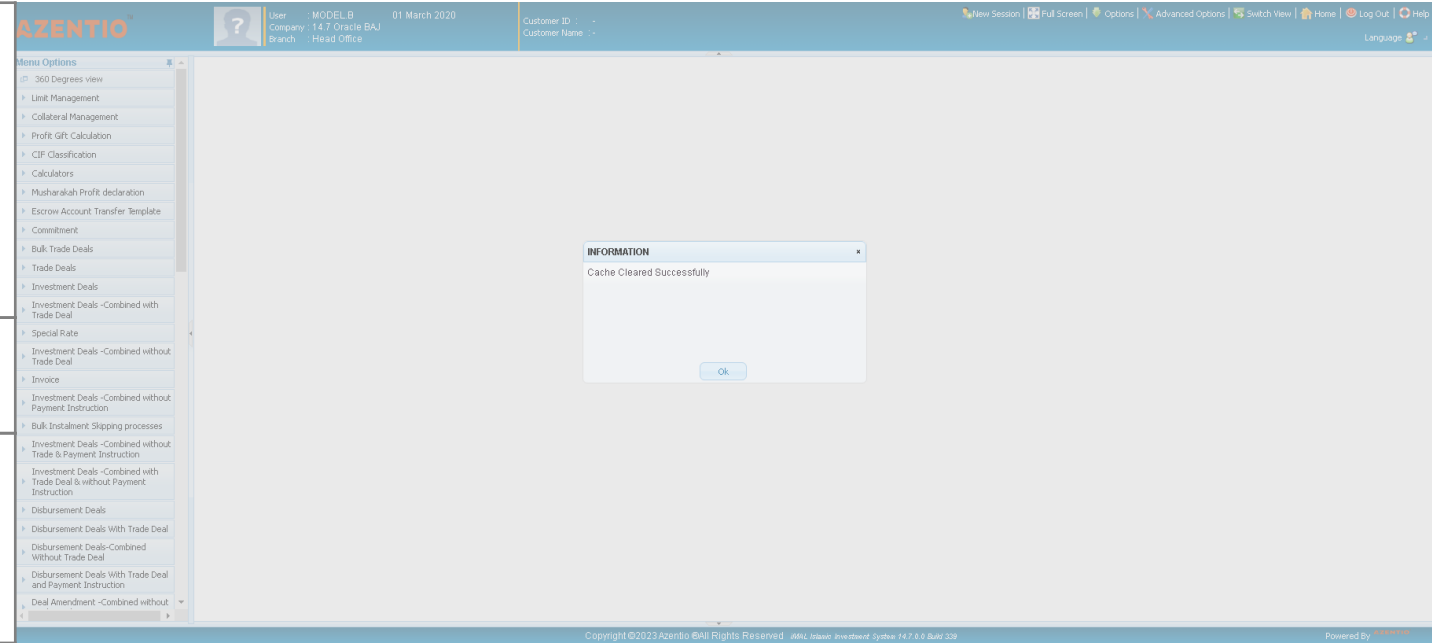 AZENTIO
User : MODEL.B 01 March 2020
Company : 14.7 Oracle BAJ
Branch : Head Office
Customer ID : -
Customer Name : -
New Session | Full Screen | Options | Advanced Options | Switch View | Home | Log Out | Help
Language
Menu Options
360 Degrees view
Limit Management
Collateral Management
Profit Gift Calculation
CIF Classification
Calculators
Musharakah Profit declaration
Escrow Account Transfer Template
Commitment
Bulk Trade Deals
Trade Deals
Investment Deals
Investment Deals -Combined with
Trade Deal
Special Rate
Investment Deals -Combined without
Trade Deal
Invoice
Investment Deals -Combined without
Payment Instruction
Bulk Instalment Skipping processes
Investment Deals -Combined without
Trade & Payment Instruction
Investment Deals -Combined with
Trade Deal & without Payment
Instruction
Disbursement Deals
Disbursement Deals With Trade Deal
Disbursement Deals-Combined
Without Trade Deal
Disbursement Deals With Trade Deal
and Payment Instruction
Deal Amendment -Combined without
INFORMATION
Cache Cleared Successfully
Ok
Copyright ©2023 Azentio ®All Rights Reserved iMAL Islamic Investment System 14.7.0.0 Build 339
Powered By AZENTIO